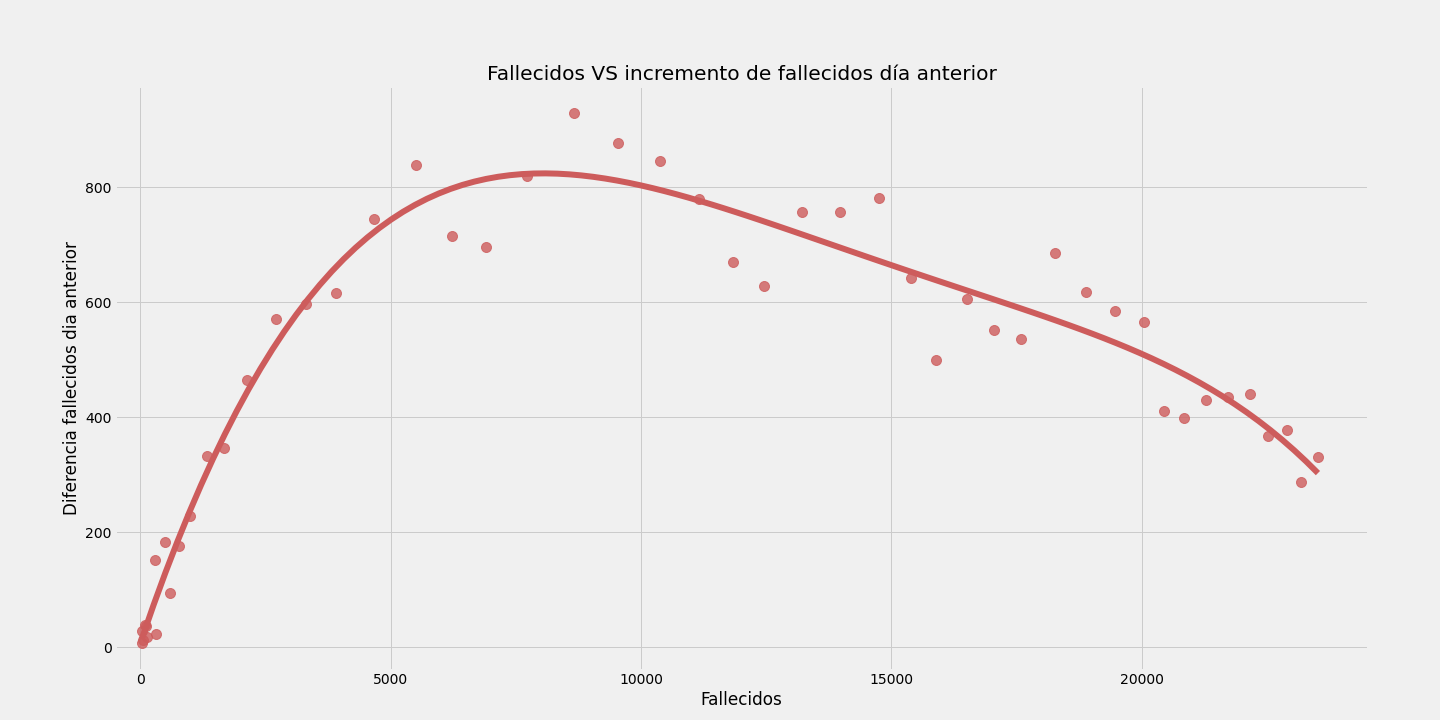 Fallecidos VS incremento de fallecidos día anterior
Diferencia fallecidos dia anterior
800
600
400
200
0
0 5000 10000 15000 20000
Fallecidos